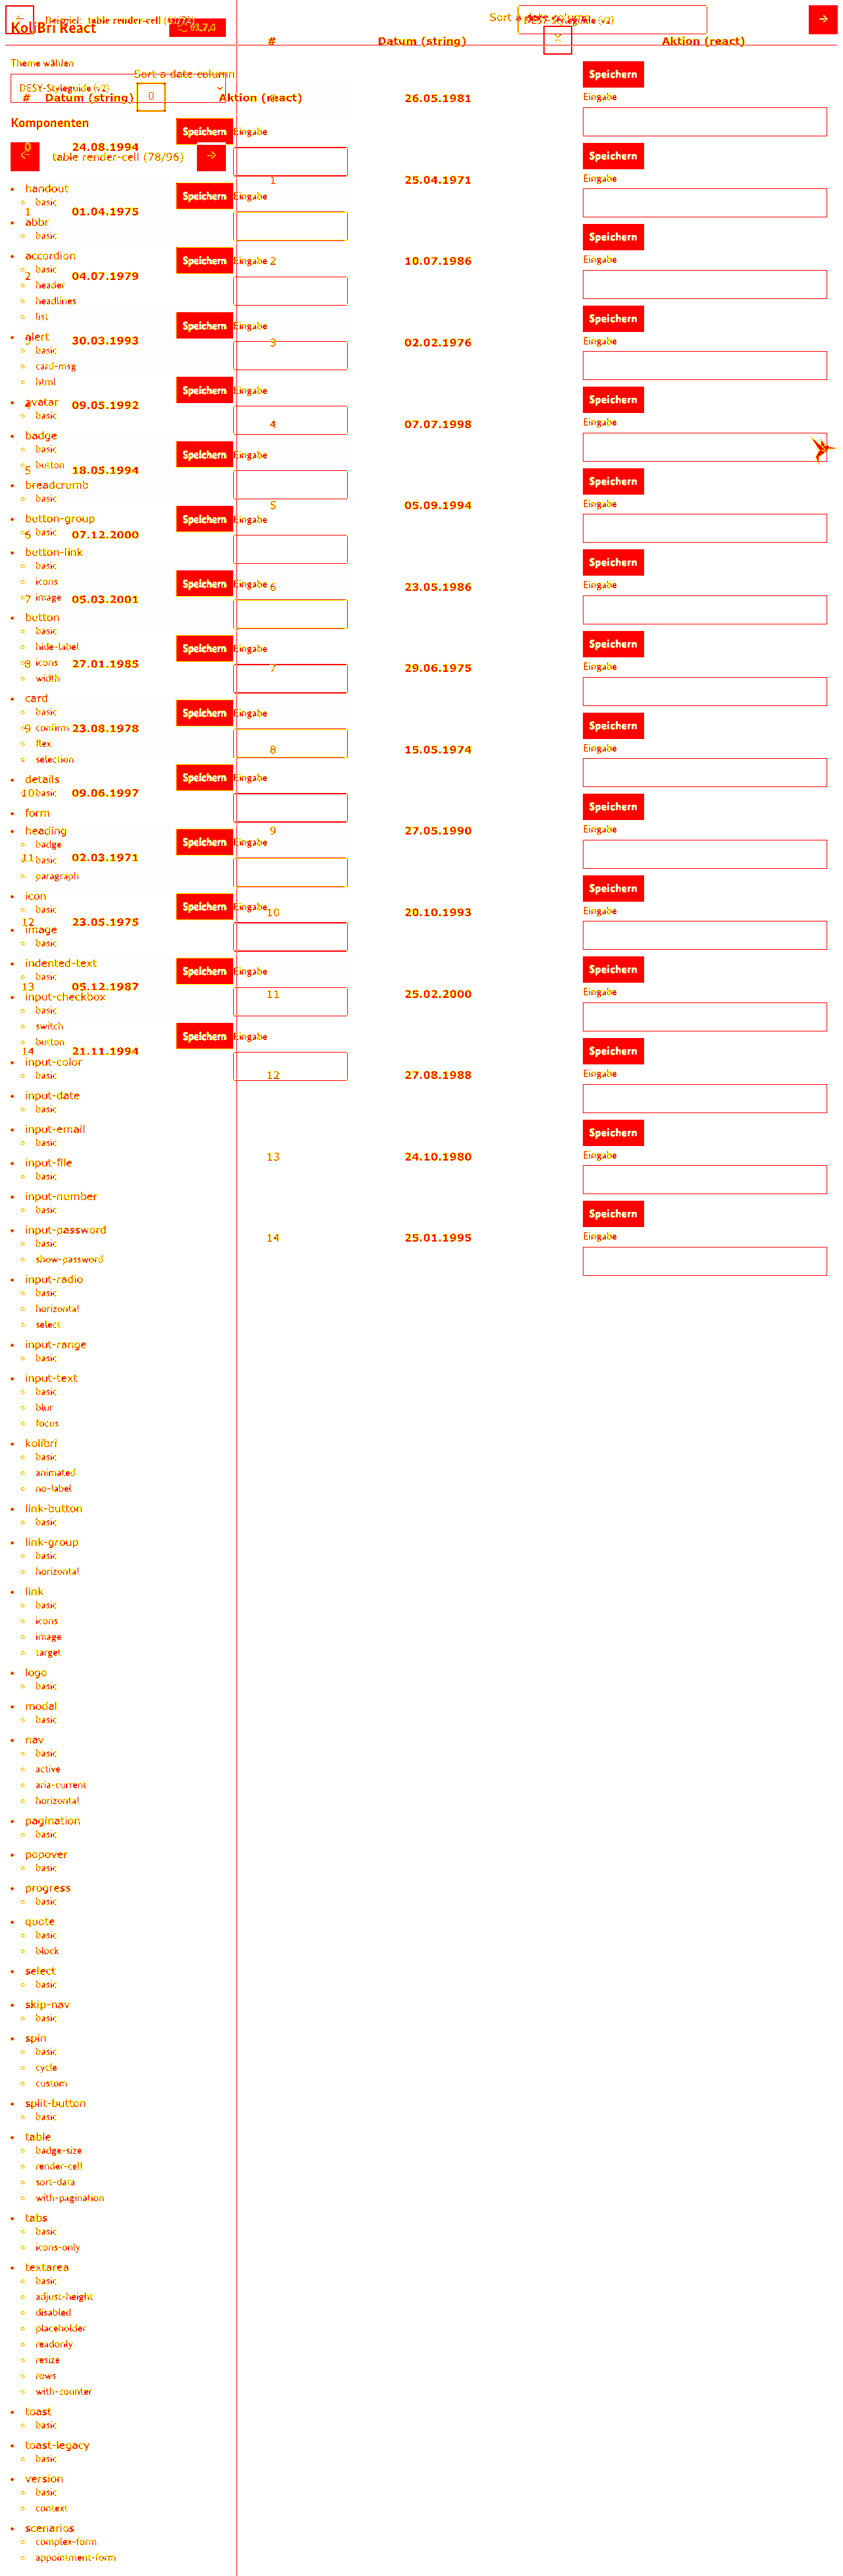 Beispiel: table render-cell (61/72)
DESY-Styleguide (v2)
KoliBri React
Theme wählen
DESY-Styleguide (v2)
Komponenten
table render-cell (78/96)
handout
basic
abbr
basic
accordion
basic
header
headlines
list
alert
basic
card-msg
html
avatar
basic
badge
basic
button
breadcrumb
basic
button-group
basic
button-link
basic
icons
image
button
basic
hide-label
icons
width
card
basic
confirm
flex
selection
details
basic
form
heading
badge
basic
paragraph
icon
basic
image
basic
indented-text
basic
input-checkbox
basic
switch
button
input-color
basic
input-date
basic
input-email
basic
input-file
basic
input-number
basic
input-password
basic
show-password
input-radio
basic
horizontal
select
input-range
basic
input-text
basic
blur
focus
kolibri
basic
animated
no-label
link-button
basic
link-group
basic
horizontal
link
basic
icons
image
target
logo
basic
modal
basic
nav
basic
active
aria-current
horizontal
pagination
basic
popover
basic
progress
basic
quote
basic
block
select
basic
skip-nav
basic
spin
basic
cycle
custom
split-button
basic
table
badge-size
render-cell
sort-data
with-pagination
tabs
basic
icons-only
textarea
basic
adjust-height
disabled
placeholder
readonly
resize
rows
with-counter
toast
basic
toast-legacy
basic
version
basic
context
scenarios
complex-form
appointment-form
Sort a date column
# Datum (string) Aktion (react)
0 24.08.1994 Speichern Eingabe
1 01.04.1975 Speichern Eingabe
2 04.07.1979 Speichern Eingabe
30.03.1993 Speichern Eingabe
4 09.05.1992 Speichern Eingabe
5 18.05.1994 Speichern Eingabe
6 07.12.2000 Speichern Eingabe
7 05.03.2001 Speichern Eingabe
8 27.01.1985 Speichern Eingabe
9 23.08.1978 Speichern Eingabe
10 09.06.1997 Speichern Eingabe
11 02.03.1971 Speichern Eingabe
12 23.05.1975 Speichern Eingabe
13 05.12.1987 Speichern Eingabe
14 21.11.1994 Speichern Eingabe
Sort a date column
# Datum (string) Aktion (react)
26.05.1981 Speichern Eingabe
1 25.04.1971 Speichern Eingabe
2 10.07.1986 Speichern Eingabe
3 02.02.1976 Speichern Eingabe
4 07.07.1998 Speichern Eingabe
5 05.09.1994 Speichern Eingabe
6 23.05.1986 Speichern Eingabe
7 29.06.1975 Speichern Eingabe
8 15.05.1974 Speichern Eingabe
9 27.05.1990 Speichern Eingabe
10 20.10.1993 Speichern Eingabe
11 25.02.2000 Speichern Eingabe
12 27.08.1988 Speichern Eingabe
13 24.10.1980 Speichern Eingabe
14 25.01.1995 Speichern Eingabe